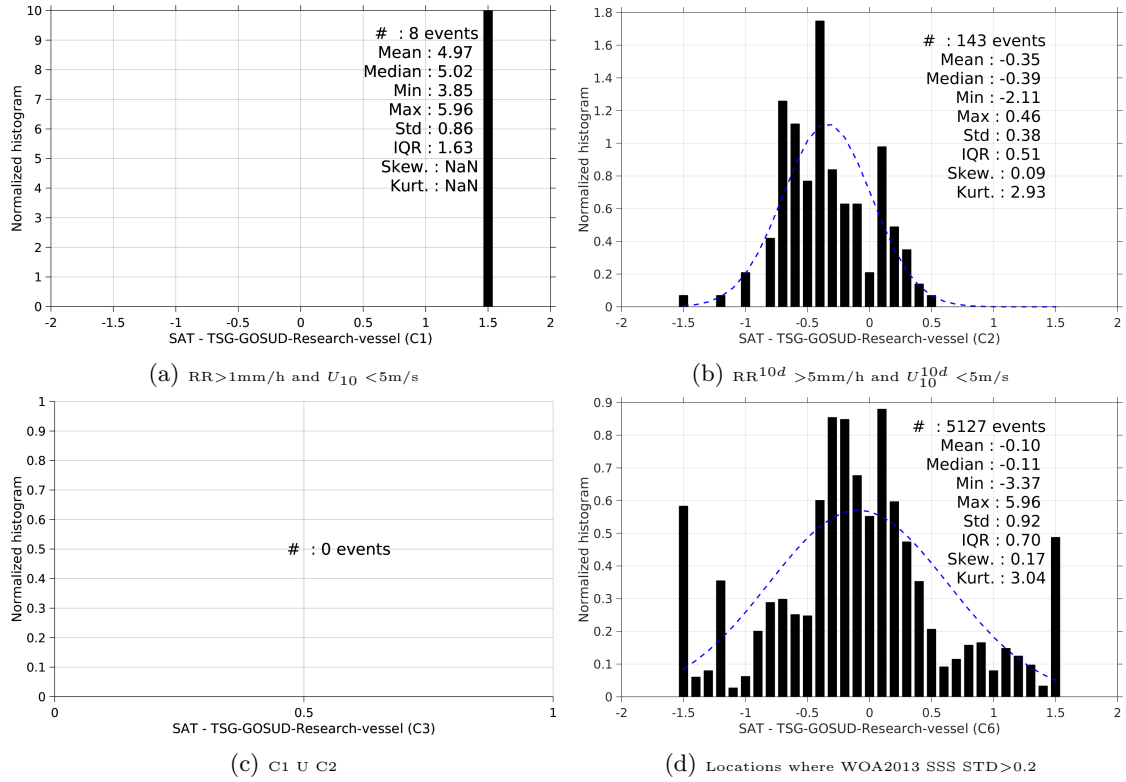 10
9
8
7
6
5
4
3
2
1
0
Normalized histogram
# : 8 events
Mean : 4.97
Median : 5.02
Min : 3.85
Max : 5.96
Std : 0.86
IQR : 1.63
Skew. : NaN
Kurt. : NaN
-2 -1.5 -1 -0.5 0 0.5 1 1.5 2
SAT - TSG-GOSUD-Research-vessel (C1)
(a) RR>1mm/h and U10 <5m/s
1.8
1.6
1.4
1.2
1
0.8
0.6
0.4
0.2
0
Normalized histogram
# : 143 events
Mean : -0.35
Median : -0.39
Min : -2.11
Max : 0.46
Std : 0.38
IQR : 0.51
Skew. : 0.09
Kurt. : 2.93
-2 -1.5 -1 -0.5 0 0.5 1 1.5 2
SAT - TSG-GOSUD-Research-vessel (C2)
(b) RR^10d >5mm/h and U_10^10d <5m/s
1
0.9
0.8
0.7
0.6
0.5
0.4
0.3
0.2
0.1
0
Normalized histogram
# : 0 events
0 0.5 1
SAT - TSG-GOSUD-Research-vessel (C3)
(c) C1 U C2
0.9
0.8
0.7
0.6
0.5
0.4
0.3
0.2
0.1
0
Normalized histogram
# : 5127 events
Mean : -0.10
Median : -0.11
Min : -3.37
Max : 5.96
Std : 0.92
IQR : 0.70
Skew. : 0.17
Kurt. : 3.04
-2 -1.5 -1 -0.5 0 0.5 1 1.5 2
SAT - TSG-GOSUD-Research-vessel (C6)
(d) Locations where WOA2013 SSS STD>0.2